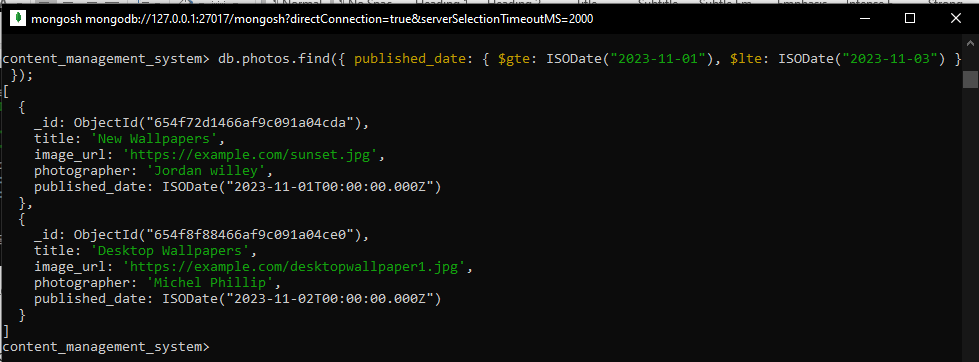 mongosh mongodb://127.0.0.1:27017/mongosh?directConnection=true&serverSelectionTimeoutMS=2000
content_management_system> db.photos.find({ published_date: { $gte: ISODate("2023-11-01"), $lte: ISODate("2023-11-03") }
 });
[
  {
    _id: ObjectId("654f72d1466af9c091a04cda"),
    title: 'New Wallpapers',
    image_url: 'https://example.com/sunset.jpg',
    photographer: 'Jordan willey',
    published_date: ISODate("2023-11-01T00:00:00.000Z")
  },
  {
    _id: ObjectId("654f8f88466af9c091a04ce0"),
    title: 'Desktop Wallpapers',
    image_url: 'https://example.com/desktopwallpaper1.jpg',
    photographer: 'Michel Phillip',
    published_date: ISODate("2023-11-02T00:00:00.000Z")
  }
]
content_management_system>